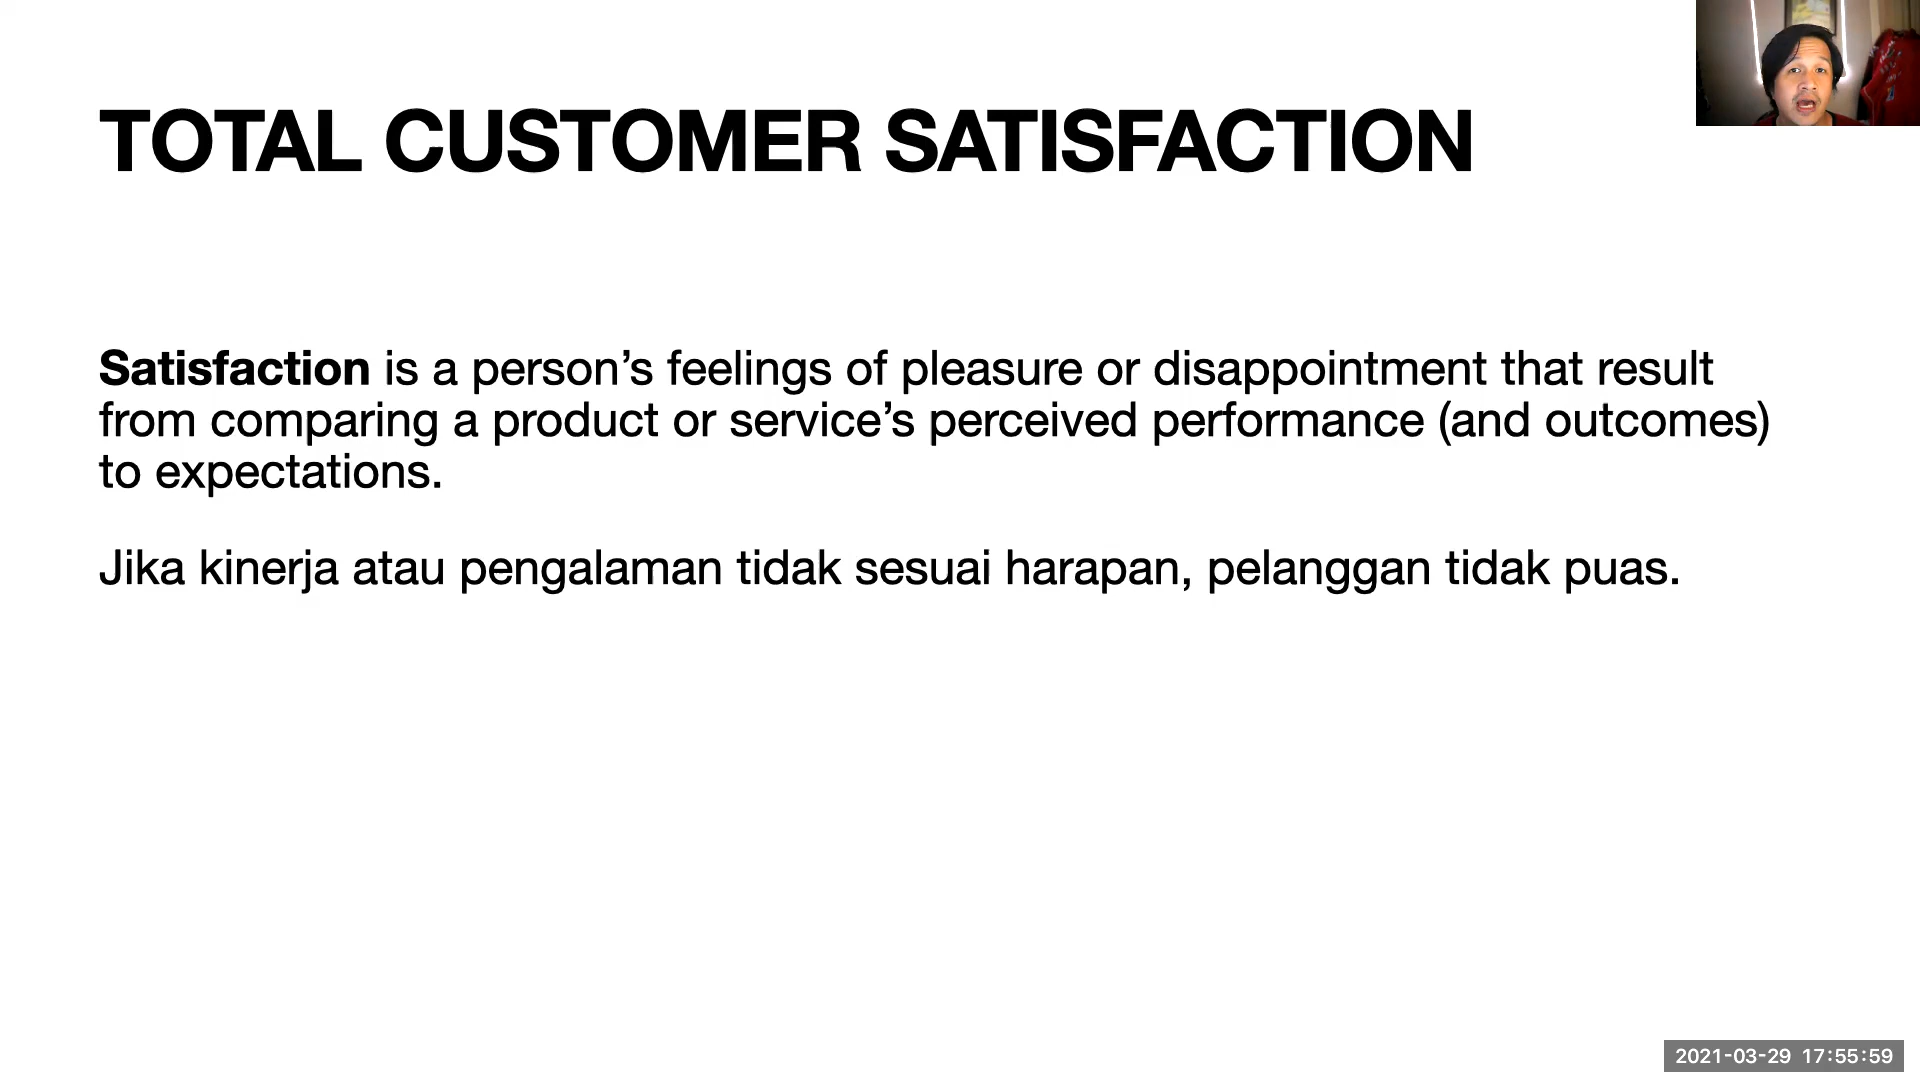 TOTAL CUSTOMER SATISFACTION
Satisfaction is a person’s feelings of pleasure or disappointment that result
from comparing a product or service’s perceived performance (and outcomes)
to expectations.
Jika kinerja atau pengalaman tidak sesuai harapan, pelanggan tidak puas.
2021-03-29 17:55:59